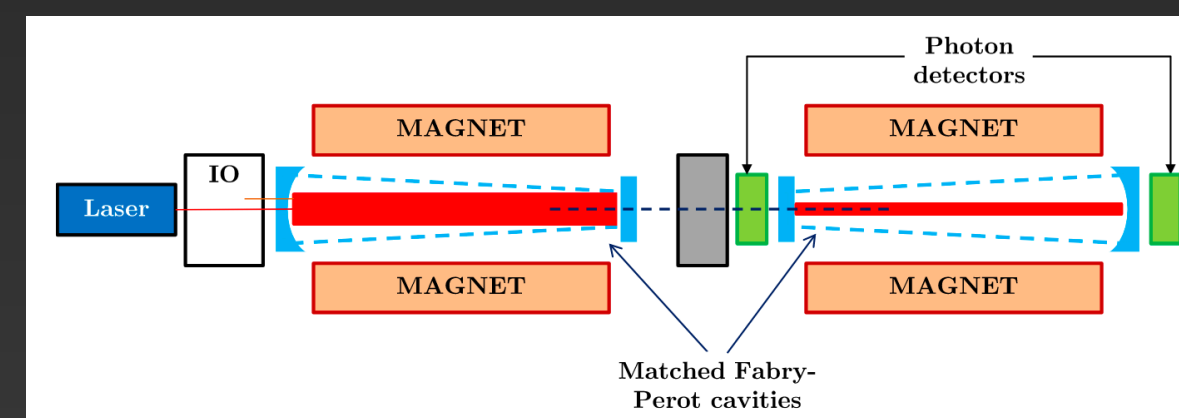 Photon
detectors
MAGNET
MAGNET
IO
Laser
MAGNET
MAGNET
Matched Fabry-
Perot cavities